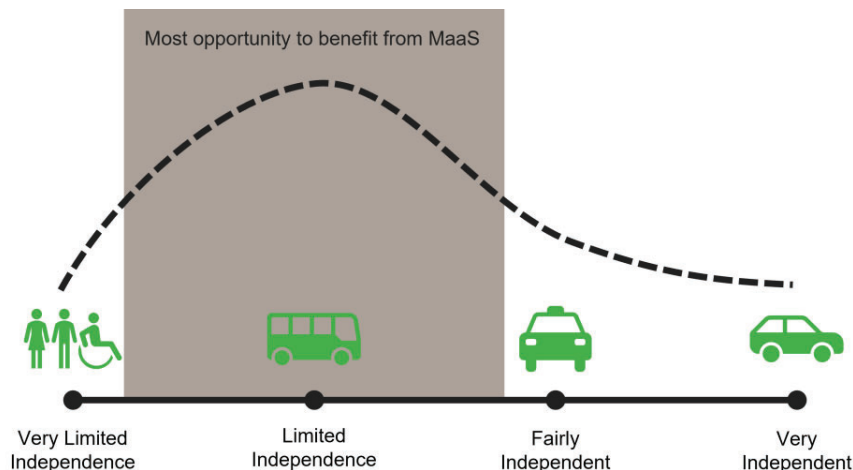 Most opportunity to benefit from MaaS
Very Limited
Independence
Limited
Independence
Fairly
Independent
Very
Independent